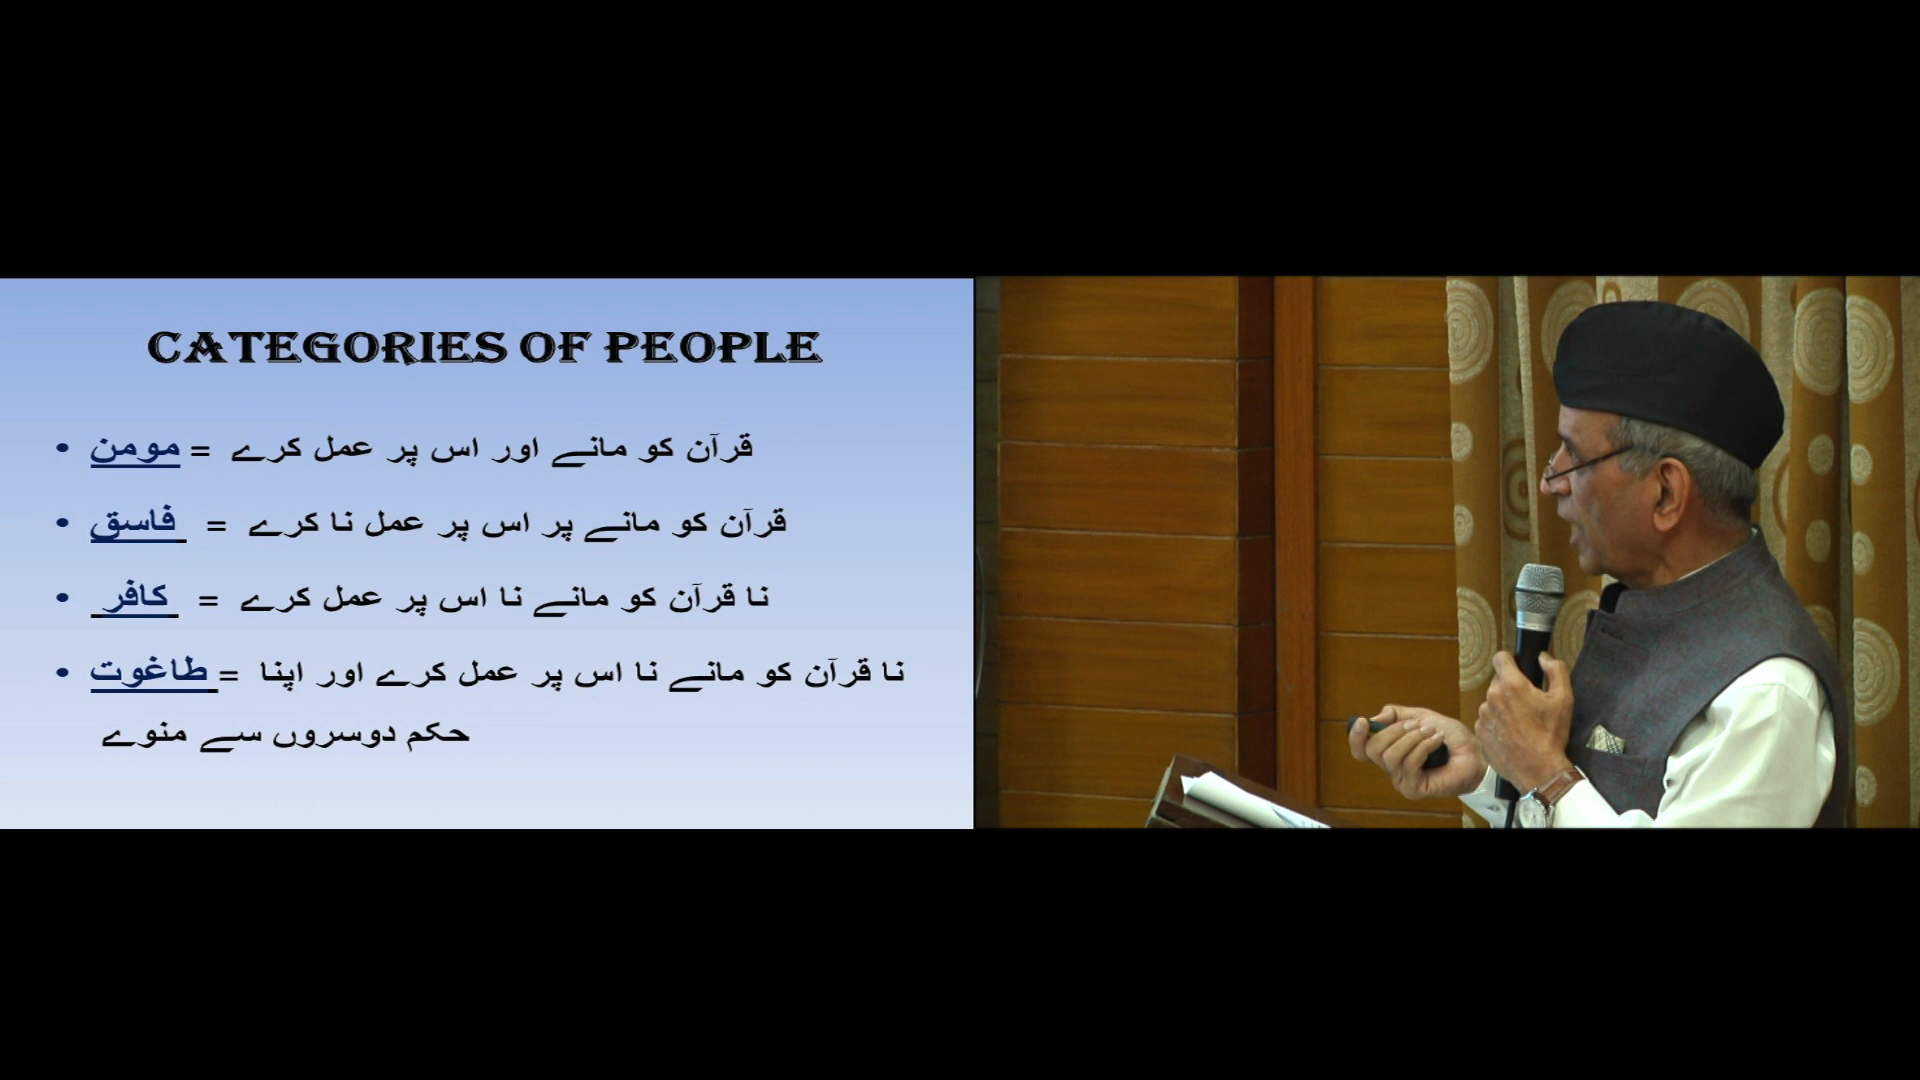 CATEGORIES OF PEOPLE
• مومن = قرآن کو مانے اور اس پر عمل کرے
• فاسق = قرآن کو مانے پر اس پر عمل نا کرے
• کافر = نا قرآن کو مانے نا اس پر عمل کرے
• طاغوت = نا قرآن کو مانے نا اس پر عمل کرے اور اپنا
حکم دوسروں سے منوے